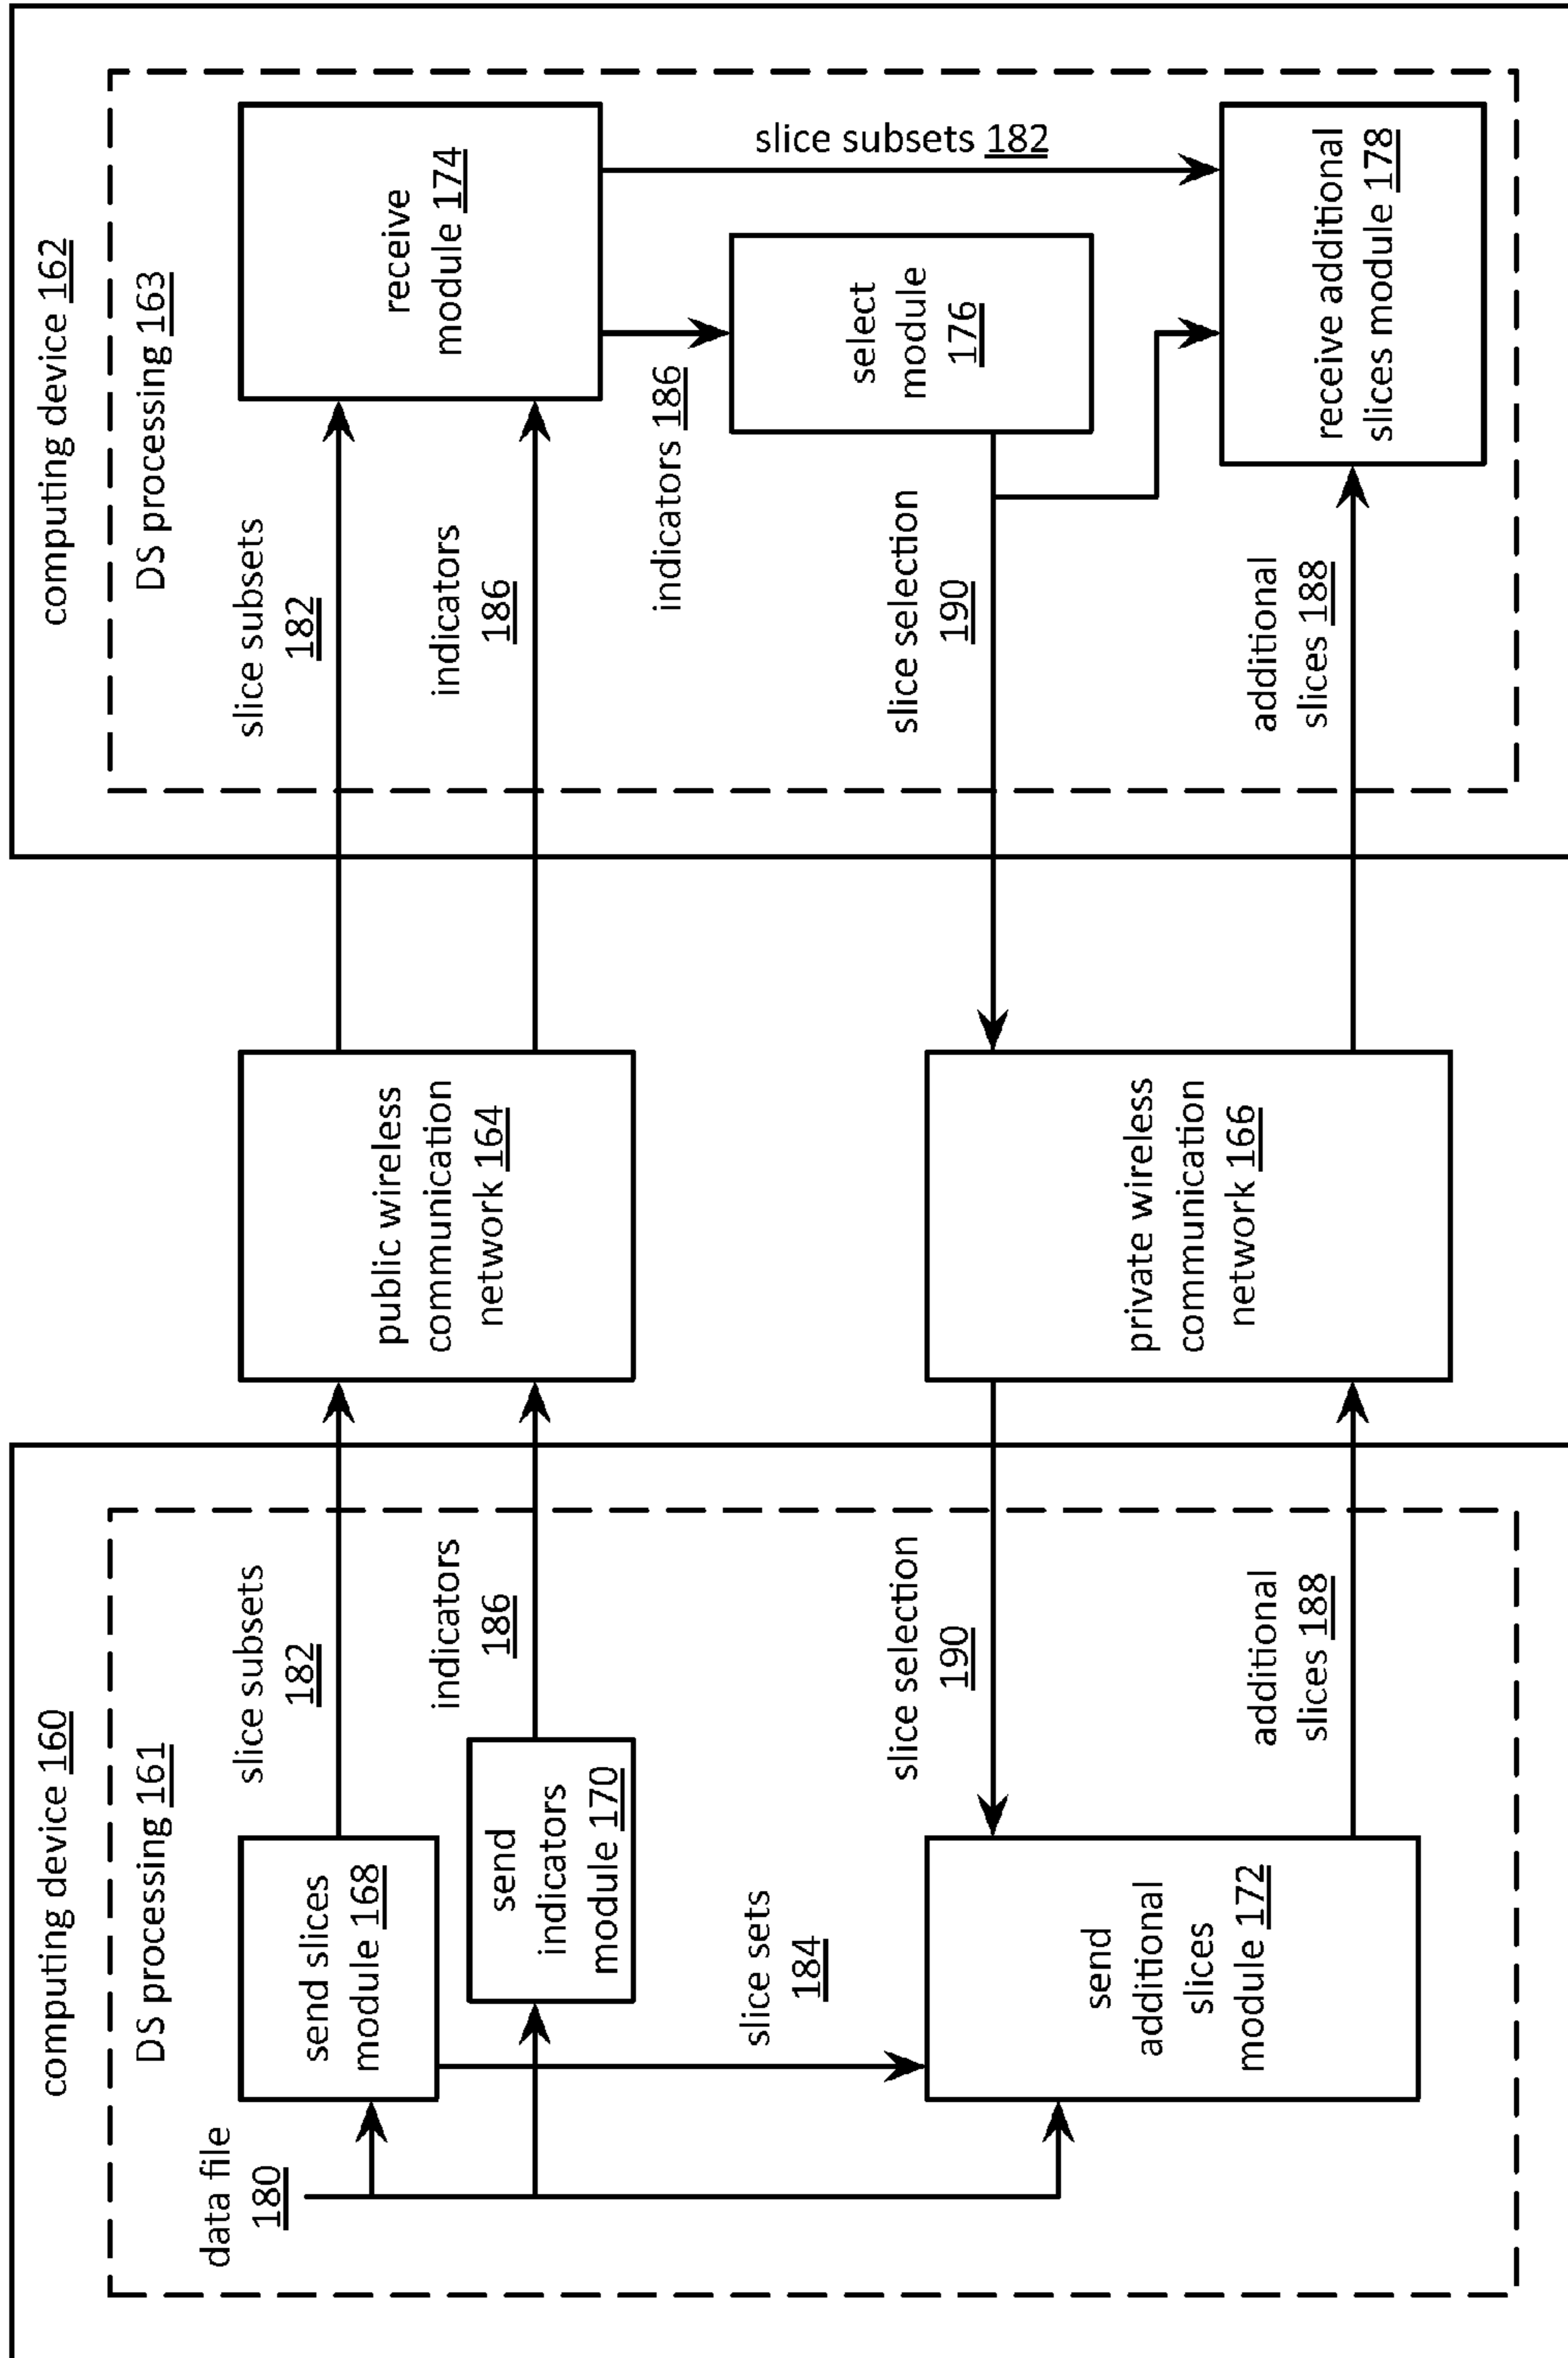 computing device 160
DS processing 161
data file
180
send slices
module 168
slice subsets
182
send
indicators
module 170
indicators
186
slice sets
184
send
additional
slices
module 172
slice selection
190
additional
slices 188
public wireless
communication
network 164
private wireless
communication
network 166
computing device 162
DS processing 163
slice subsets
182
indicators
186
receive
module 174
indicators 186
slice subsets 182
select
module
176
slice selection
190
additional
slices 188
receive additional
slices module 178